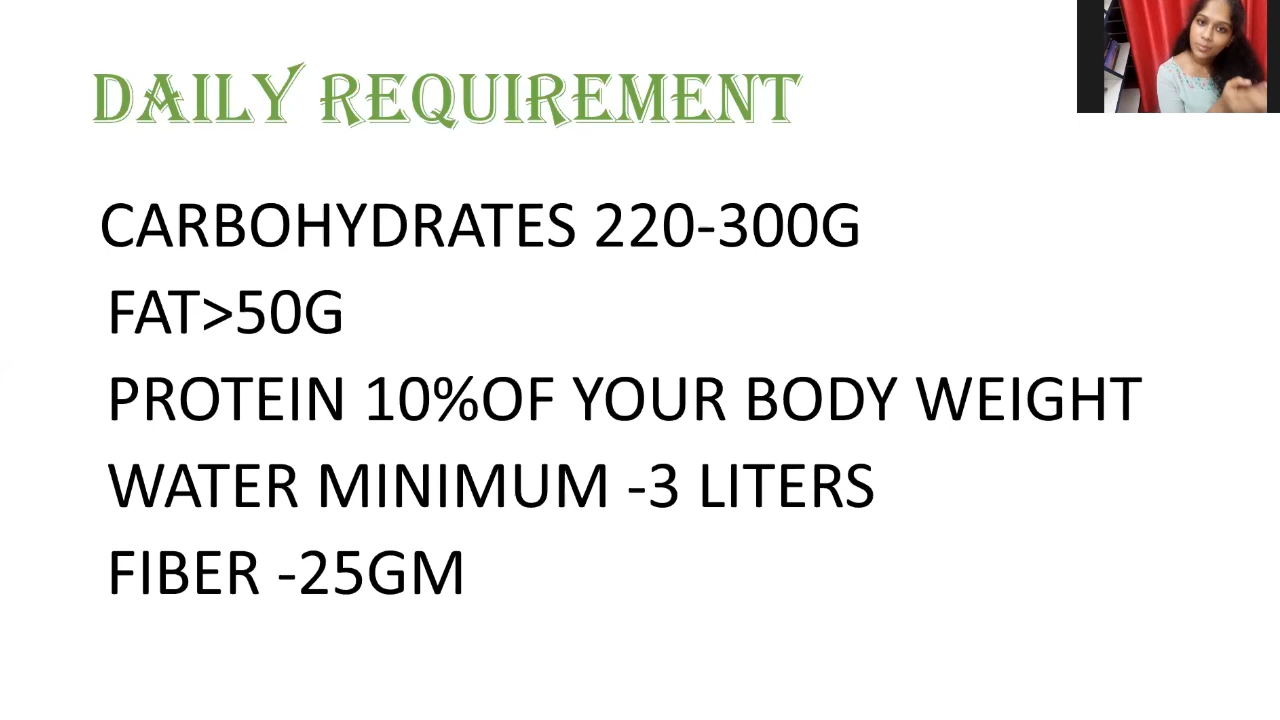 DAILY REQUIREMENT
CARBOHYDRATES 220-300G
FAT>50G
PROTEIN 10%OF YOUR BODY WEIGHT
WATER MINIMUM -3 LITERS
FIBER -25GM